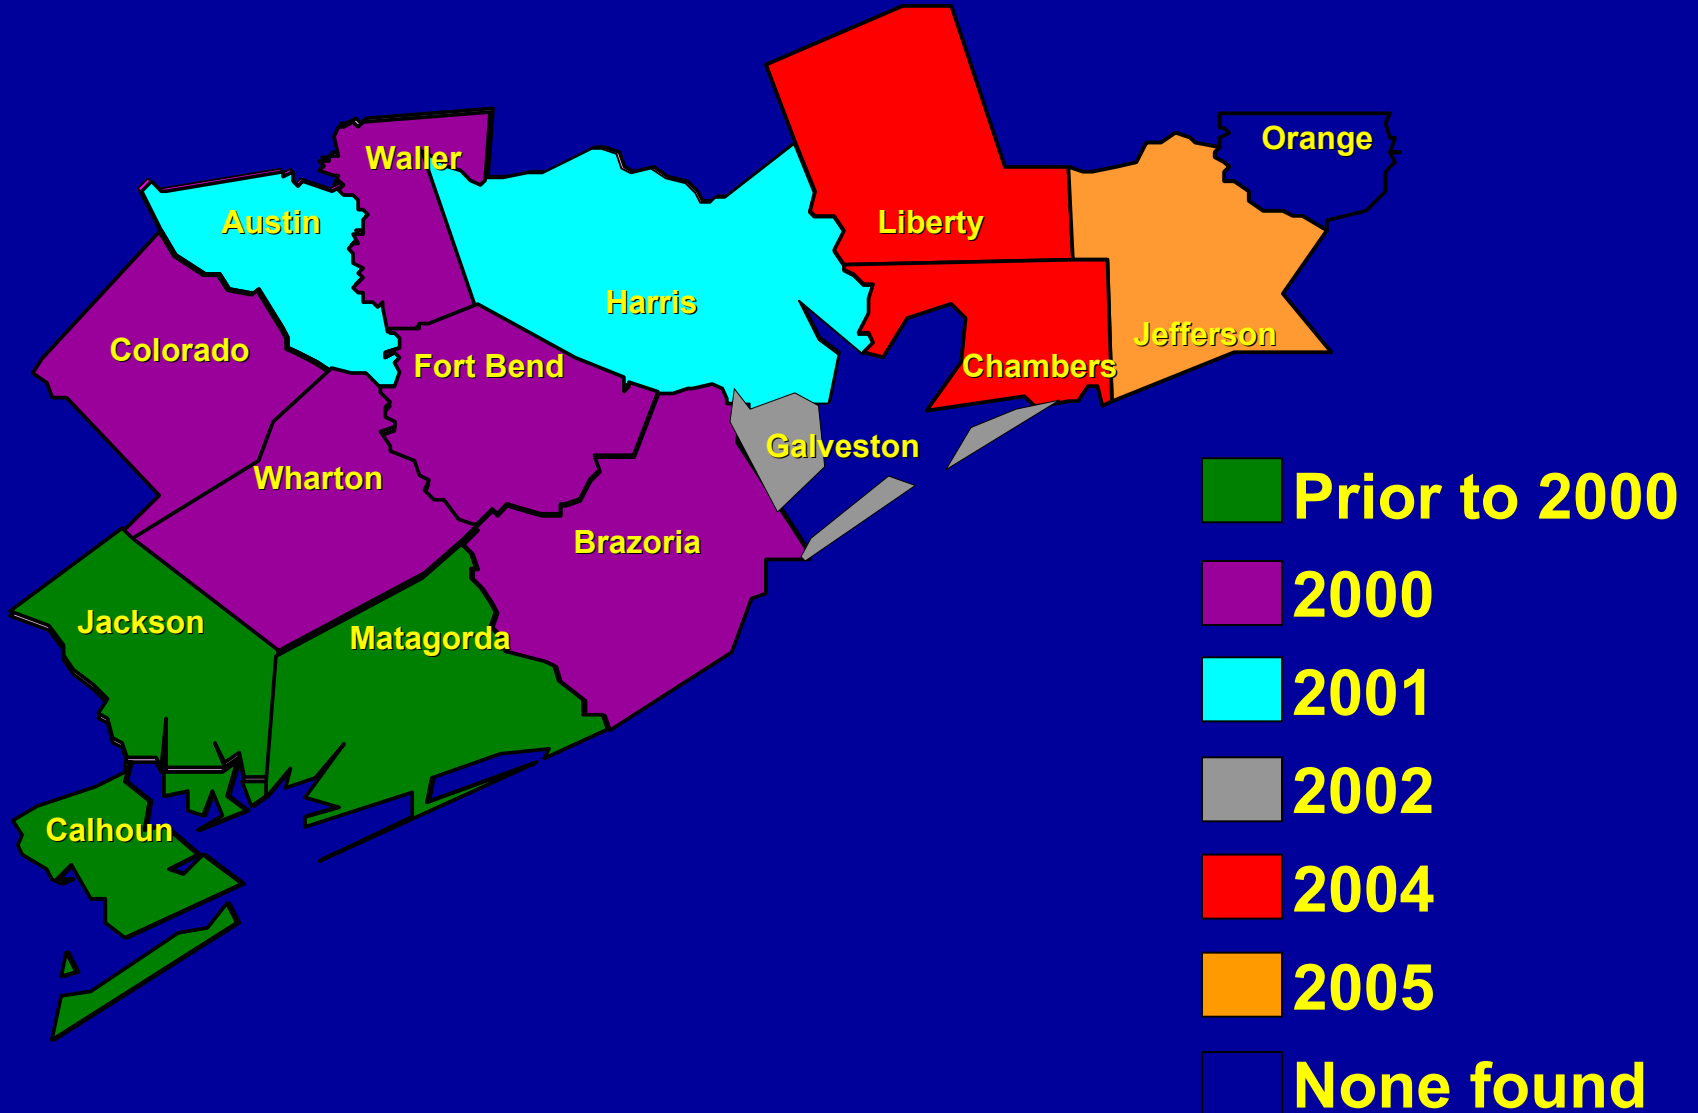 Orange
Waller
Austin
Liberty
Harris
Jefferson
Colorado
Fort Bend
Chambers
Galveston
Wharton
Brazoria
Jackson
Matagorda
Calhoun
Prior to 2000
2000
2001
2002
2004
2005
None found